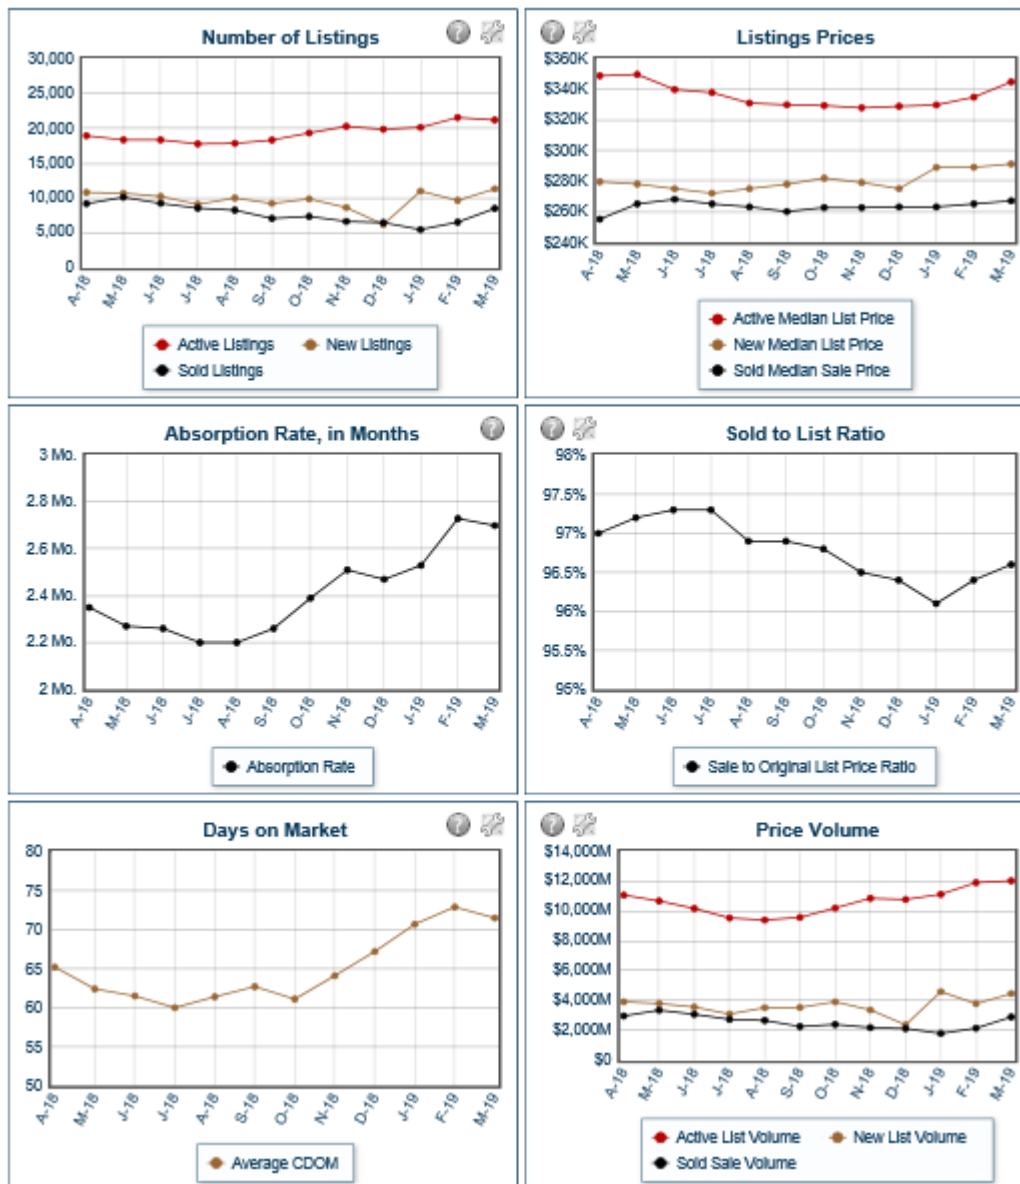 Number of Listings
30,000
25,000
20,000
15,000
10,000
5,000
0
A-18 M-18 J-18 J-18 A-18 S-18 O-18 N-18 D-18 J-19 F-19 M-19
Active Listings New Listings
Sold Listings
Listings Prices
$360K
$340K
$320K
$300K
$280K
$260K
$240K
A-18 M-18 J-18 J-18 A-18 S-18 O-18 N-18 D-18 J-19 F-19 M-19
Active Median List Price
New Median List Price
Sold Median Sale Price
Absorption Rate, in Months
3 Mo.
2.8 Mo.
2.6 Mo.
2.4 Mo.
2.2 Mo.
2 Mo.
A-18 M-18 J-18 J-18 A-18 S-18 O-18 N-18 D-18 J-19 F-19 M-19
Absorption Rate
Sold to List Ratio
98%
97.5%
97%
96.5%
96%
95.5%
95%
A-18 M-18 J-18 J-18 A-18 S-18 O-18 N-18 D-18 J-19 F-19 M-19
Sale to Original List Price Ratio
Days on Market
80
75
70
65
60
55
50
A-18 M-18 J-18 J-18 A-18 S-18 O-18 N-18 D-18 J-19 F-19 M-19
Average CDOM
Price Volume
$14,000M
$12,000M
$10,000M
$8,000M
$6,000M
$4,000M
$2,000M
$0
A-18 M-18 J-18 J-18 A-18 S-18 O-18 N-18 D-18 J-19 F-19 M-19
Active List Volume New List Volume
Sold Sale Volume